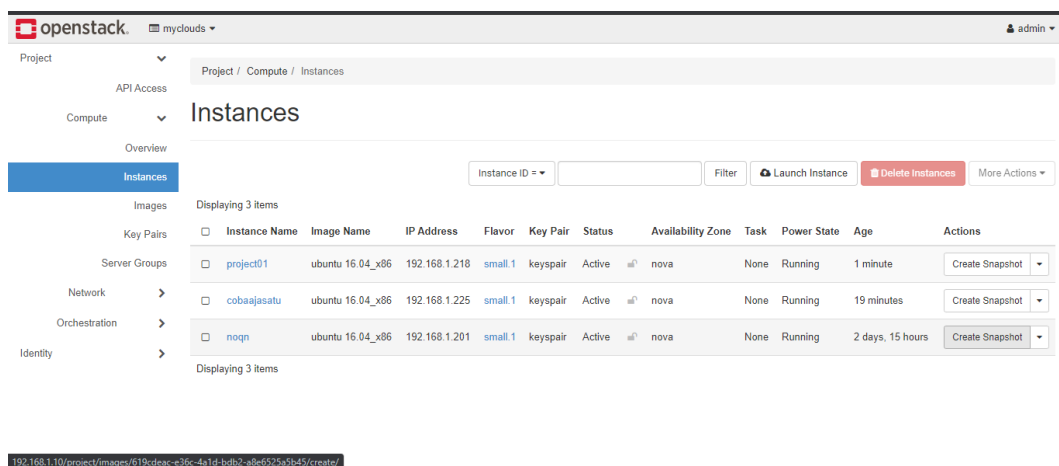 openstack. myclouds admin
Project
Project / Compute / Instances
API Access
Compute
Instances
Overview
Instances
Instance ID = Filter Launch Instance Delete Instances More Actions
Images
Displaying 3 items
Key Pairs
Instance Name Image Name IP Address Flavor Key Pair Status Availability Zone Task Power State Age Actions
Server Groups
project01 ubuntu 16.04_x86 192.168.1.218 small.1 keyspair Active nova None Running 1 minute Create Snapshot
Network
cobaajasatu ubuntu 16.04_x86 192.168.1.225 small.1 keyspair Active nova None Running 19 minutes Create Snapshot
Orchestration
noqn ubuntu 16.04_x86 192.168.1.201 small.1 keyspair Active nova None Running 2 days, 15 hours Create Snapshot
Identity
Displaying 3 items
192.168.1.10/project/images/619cdeac-e36c-4a1d-bdb2-a8e6525a5b45/create/